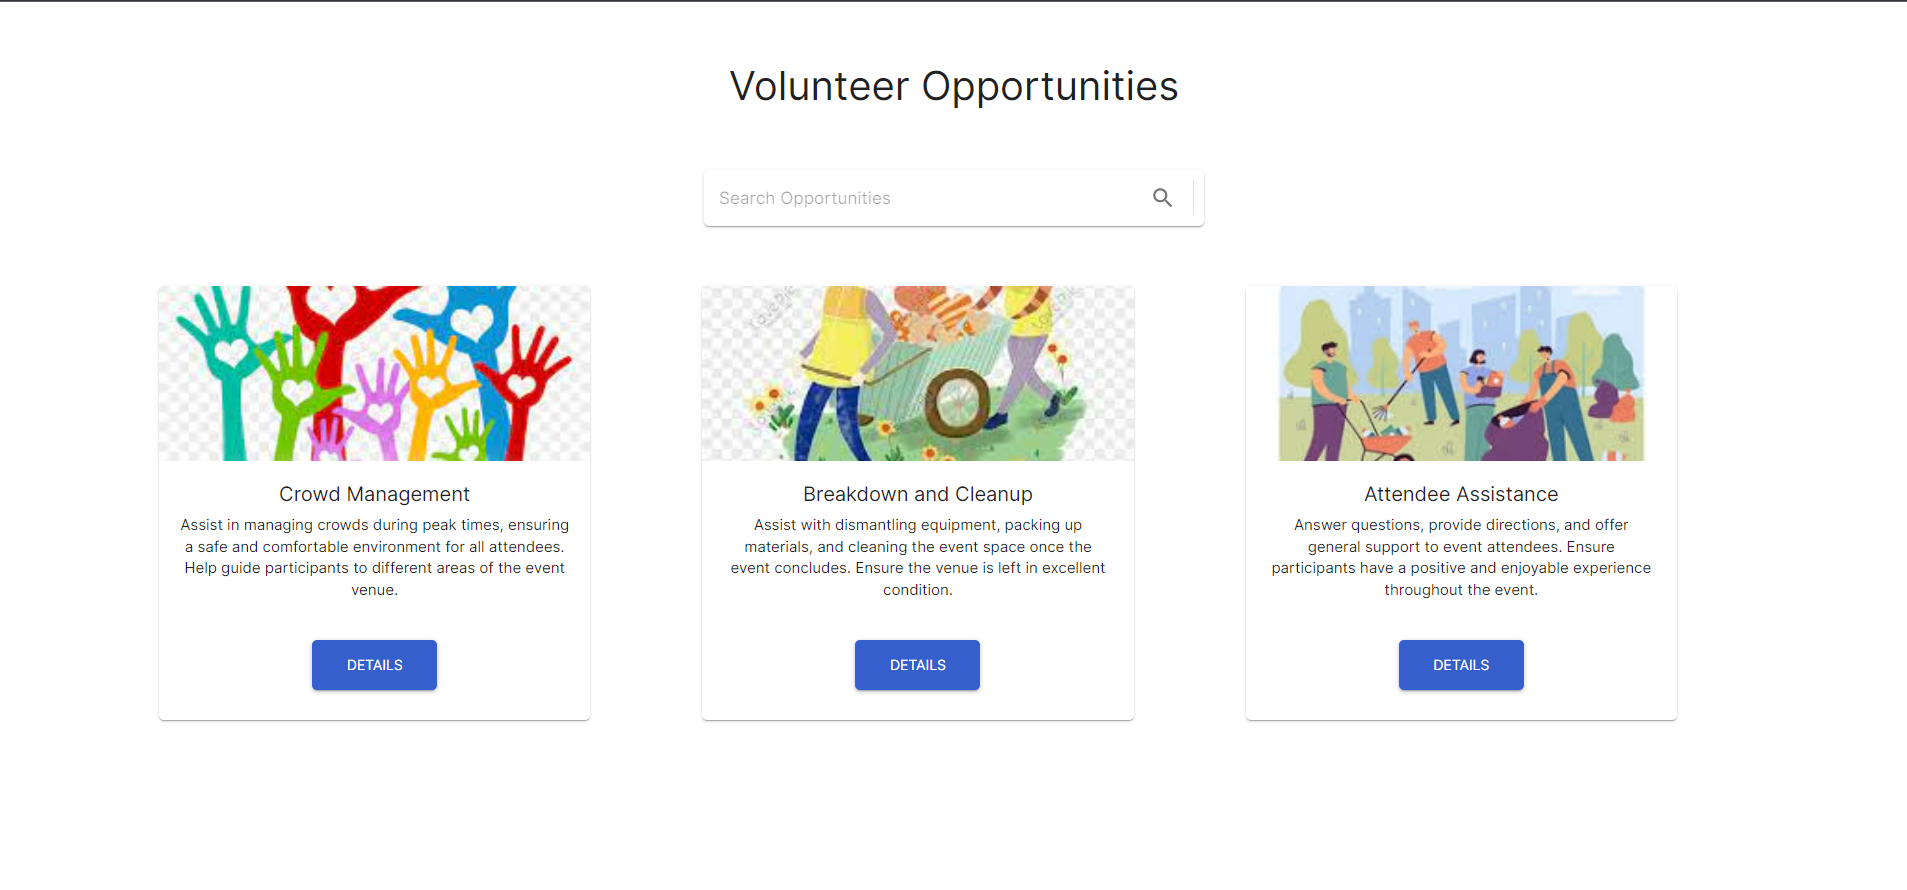 Volunteer Opportunities
Search Opportunities
Crowd Management
Assist in managing crowds during peak times, ensuring
a safe and comfortable environment for all attendees.
Help guide participants to different areas of the event
venue.
DETAILS
Breakdown and Cleanup
Assist with dismantling equipment, packing up
materials, and cleaning the event space once the
event concludes. Ensure the venue is left in excellent
condition.
DETAILS
Attendee Assistance
Answer questions, provide directions, and offer
general support to event attendees. Ensure
participants have a positive and enjoyable experience
throughout the event.
DETAILS